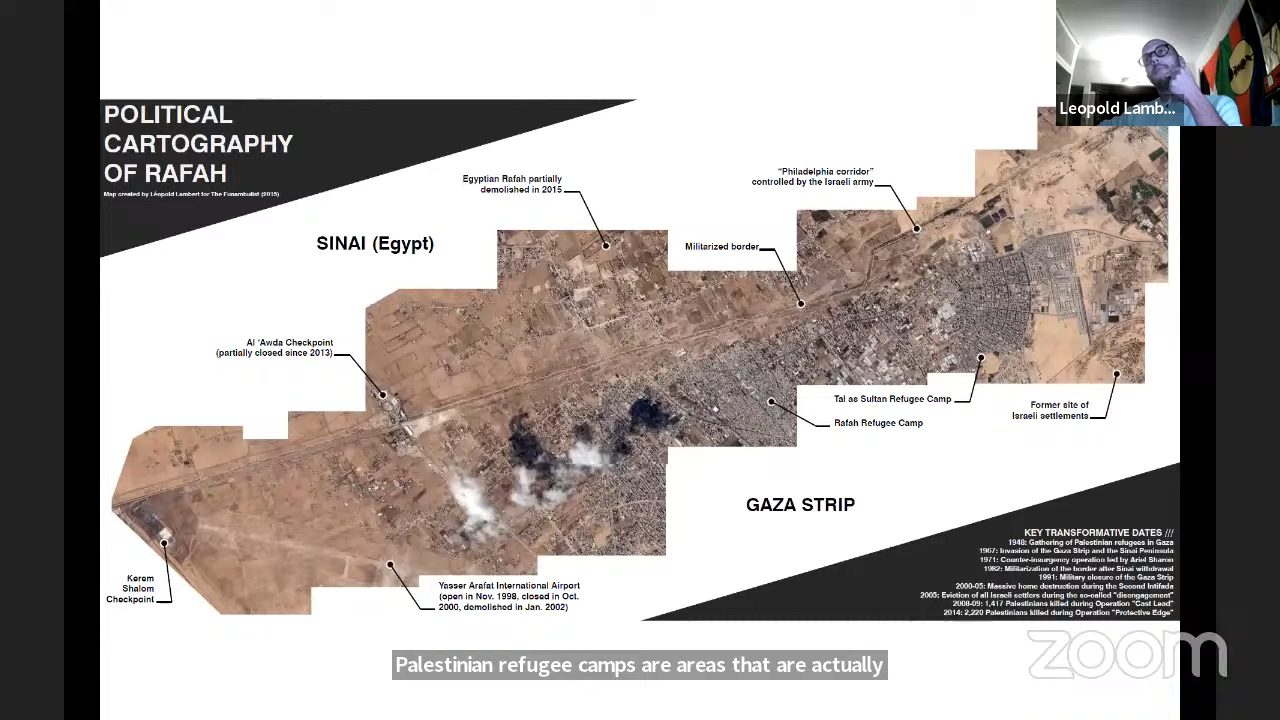 Leopold Lamb...
POLITICAL
CARTOGRAPHY
OF RAFAH
Map created by Léopold Lambert for The Funambulist (2015)
Egyptian Rafah partially
demolished in 2015
"Philadelphia corridor"
controlled by the Israeli army
SINAI (Egypt)
Militarized border
Al 'Awda Checkpoint
(partially closed since 2013)
Tal as Sultan Refugee Camp
Rafah Refugee Camp
Former site of
Israeli settlements
GAZA STRIP
Kerem
Shalom
Checkpoint
Yasser Arafat International Airport
(open in Nov. 1998, closed in Oct.
2000, demolished in Jan. 2002)
KEY TRANSFORMATIVE DATES ///
1948: Gathering of Palestinian refugees in Gaza
1967: Invasion of the Gaza Strip and the Sinai Peninsula
1971: Counter-insurgency operation led by Ariel Sharon
1982: Militarization of the border after Sinai withdrawal
1991: Military closure of the Gaza Strip
2000-05: Massive home destruction during the Second Intifada
2005: Eviction of all Israeli settlers during the so-called "disengagement"
2008-09: 1,417 Palestinians killed during Operation "Cast Lead"
2014: 2,220 Palestinians killed during Operation "Protective Edge"
Palestinian refugee camps are areas that are actually
zoom